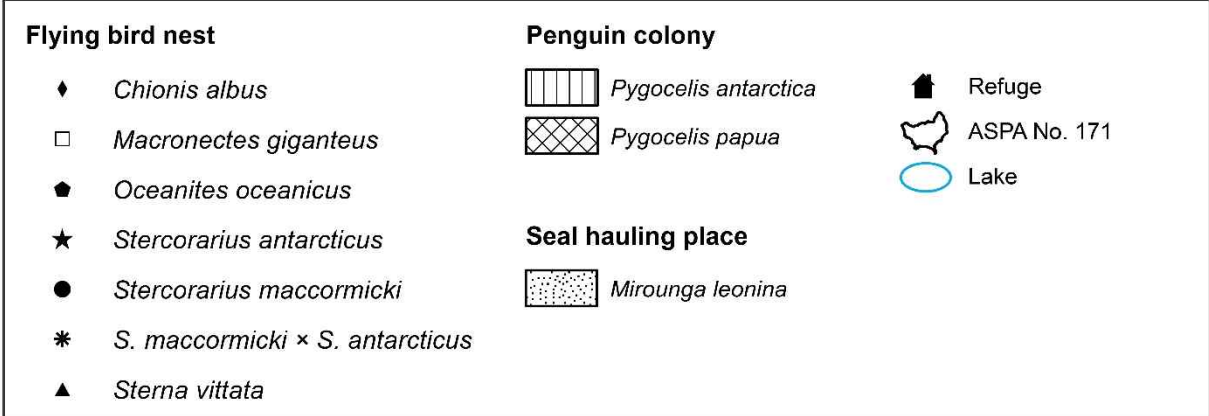 Flying bird nest
Chionis albus
Macronectes giganteus
Oceanites oceanicus
Stercorarius antarcticus
Stercorarius maccormicki
S. maccormicki × S. antarcticus
Sterna vittata
Penguin colony
Pygocelis antarctica
Pygocelis papua
Seal hauling place
Mirounga leonina
Refuge
ASPA No. 171
Lake